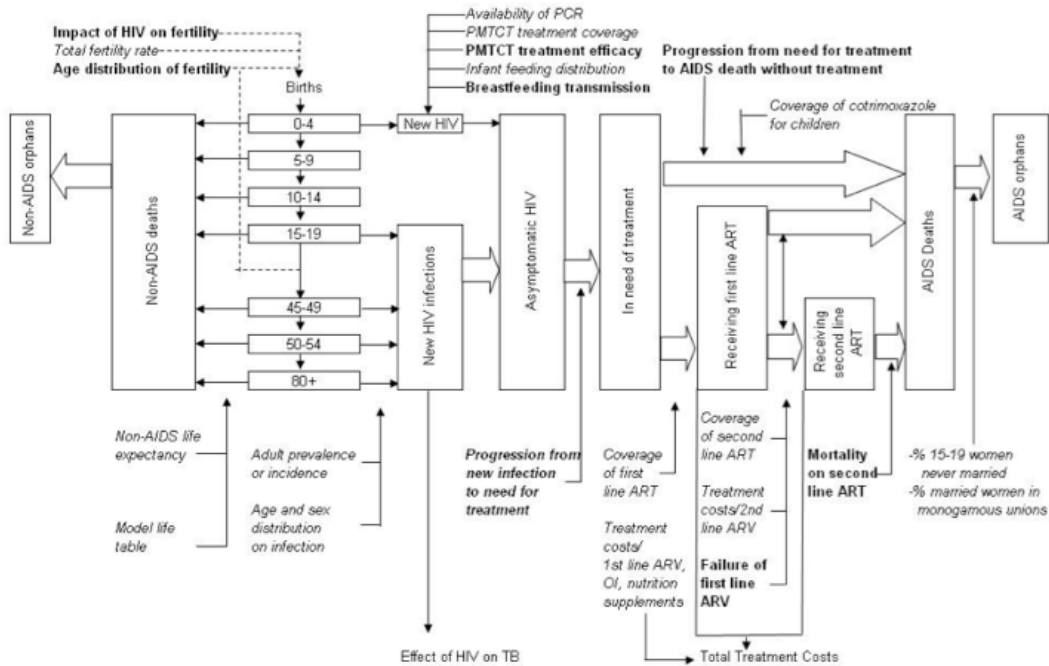 Impact of HIV on fertility
Total fertility rate
Age distribution of fertility
Births
Availability of PCR
PMTCT treatment coverage
PMTCT treatment efficacy
Infant feeding distribution
Breastfeeding transmission
Progression from need for treatment
to AIDS death without treatment
Coverage of cotrimoxazole
for children
Non-AIDS orphans
Non-AIDS deaths
0-4
5-9
10-14
15-19
45-49
50-54
80+
New HIV
New HIV infections
Asymptomatic HIV
In need of treatment
Receiving first line ART
Receiving
second line
ART
AIDS Deaths
AIDS orphans
Non-AIDS life
expectancy
Model life
table
Adult prevalence
or incidence
Age and sex
distribution
on infection
Progression from
new infection
to need for
treatment
Coverage
of first
line ART
Treatment
costs/
1st line ARV,
OI, nutrition
supplements
Coverage
of second
line ART
Treatment
costs/2nd
line ARV
Failure of
first line
ARV
Mortality
on second
line ART
-% 15-19 women
never married
-% married women in
monogamous unions
Effect of HIV on TB
Total Treatment Costs